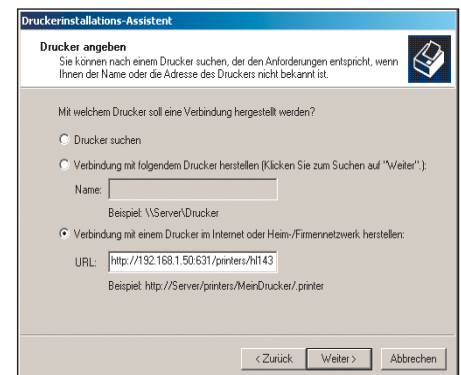 Druckerinstallations-Assistent
Drucker angeben
Sie können nach einem Drucker suchen, der den Anforderungen entspricht, wenn
Ihnen der Name oder die Adresse des Druckers nicht bekannt ist.
Mit welchem Drucker soll eine Verbindung hergestellt werden?
Drucker suchen
Verbindung mit folgendem Drucker herstellen (Klicken Sie zum Suchen auf "Weiter".):
Name:
Beispiel: \\Server\Drucker
Verbindung mit einem Drucker im Internet oder Heim-/Firmennetzwerk herstellen:
URL: http://192.168.1.50:631/printers/hl143
Beispiel: http://Server/printers/MeinDrucker/.printer
< Zurück Weiter > Abbrechen